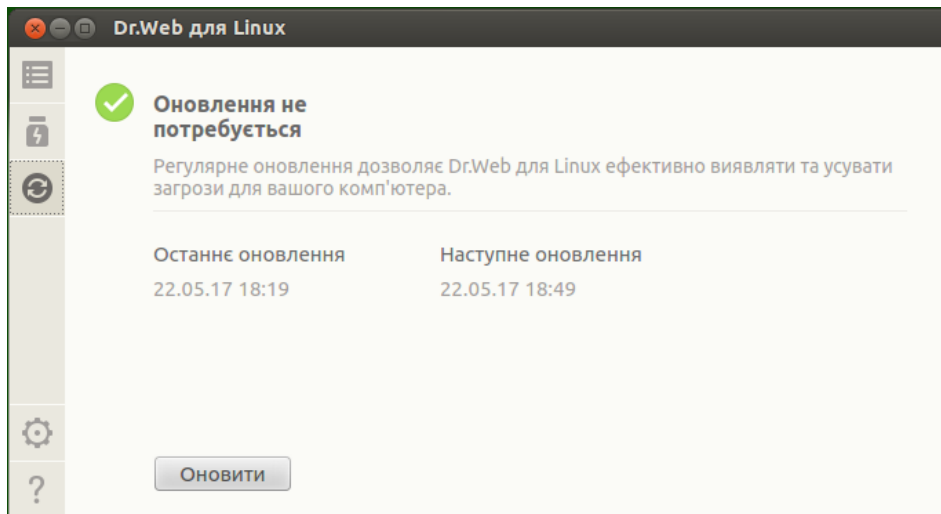 Dr.Web для Linux
Оновлення не
потребується
Регулярне оновлення дозволяє Dr.Web для Linux ефективно виявляти та усувати
загрози для вашого комп'ютера.
Останнє оновлення
Наступне оновлення
22.05.17 18:19
22.05.17 18:49
Оновити
?